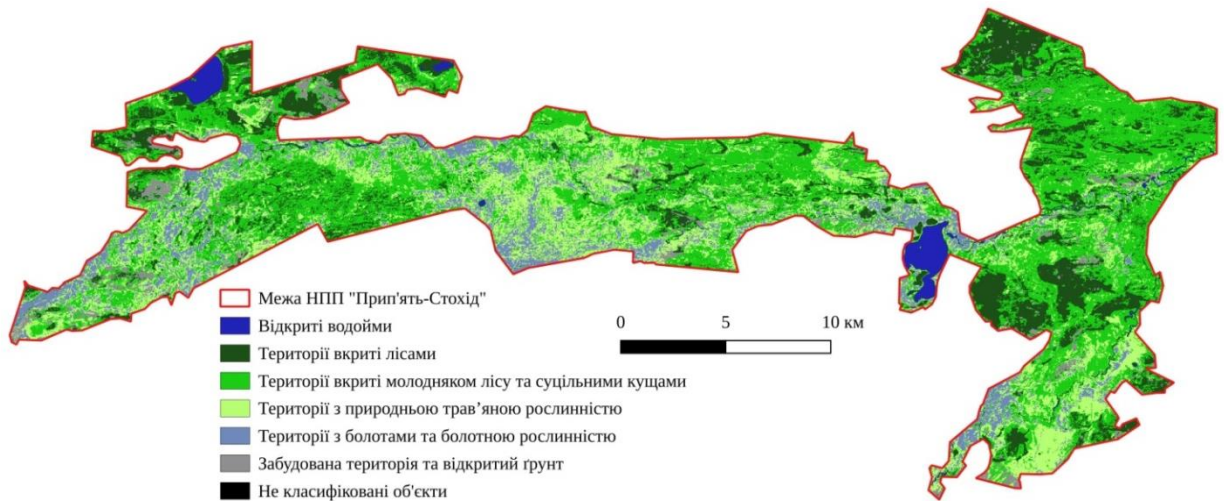 Межа НПП "Прип'ять-Стохід"
Відкриті водойми
Території вкриті лісами
Території вкриті молодняком лісу та суцільними кущами
Території з природньою трав’яною рослинністю
Території з болотами та болотною рослинністю
Забудована територія та відкритий ґрунт
Не класифіковані об'єкти
0 5 10 км